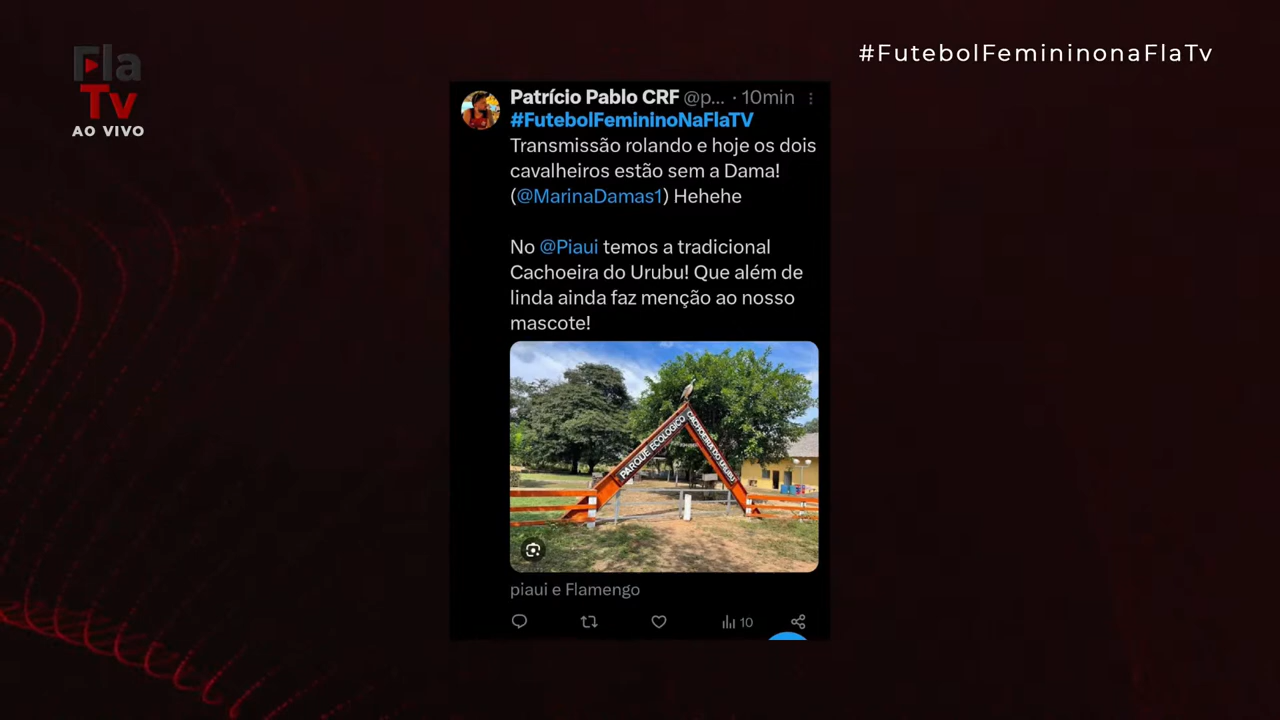 Fla
Tv
AO VIVO
#FutebolFemininonaFlaTv
Patrício Pablo CRF @p... · 10min
#FutebolFemininoNaFlaTV
Transmissão rolando e hoje os dois
cavalheiros estão sem a Dama!
(@MarinaDamas1) Hehehe
No @Piaui temos a tradicional
Cachoeira do Urubu! Que além de
linda ainda faz menção ao nosso
mascote!
PARQUE ECOLÓGICO
CACHOEIRA DO URUBU
piaui e Flamengo
10